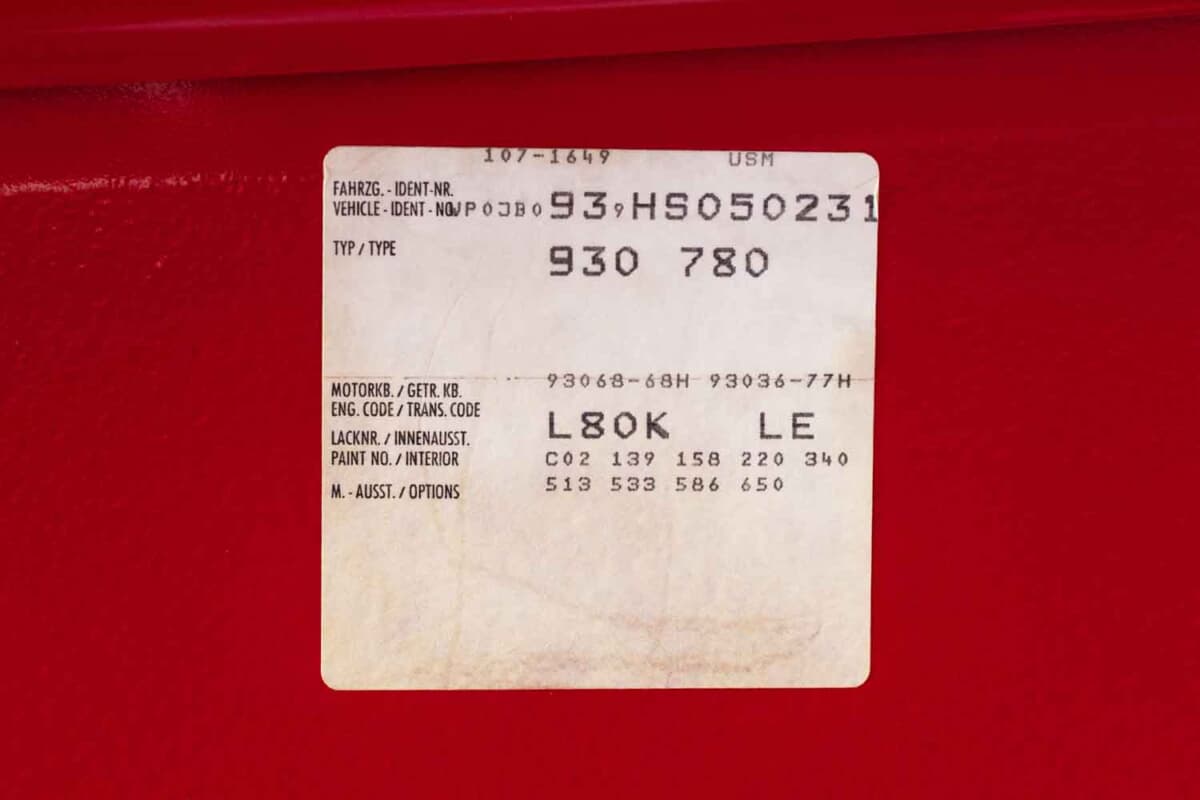 107-1649 USM
FAHRZG. - IDENT-NR.
VEHICLE - IDENT - NO WP0JB0939HS050231
TYP / TYPE 930 780
MOTORKB. / GETR. KB. 93068-68H 93036-77H
ENG. CODE / TRANS. CODE
LACKNR. / INNENAUSST. L80K LE
PAINT NO. / INTERIOR C02 139 158 220 340
M. - AUSST. / OPTIONS 513 533 586 650